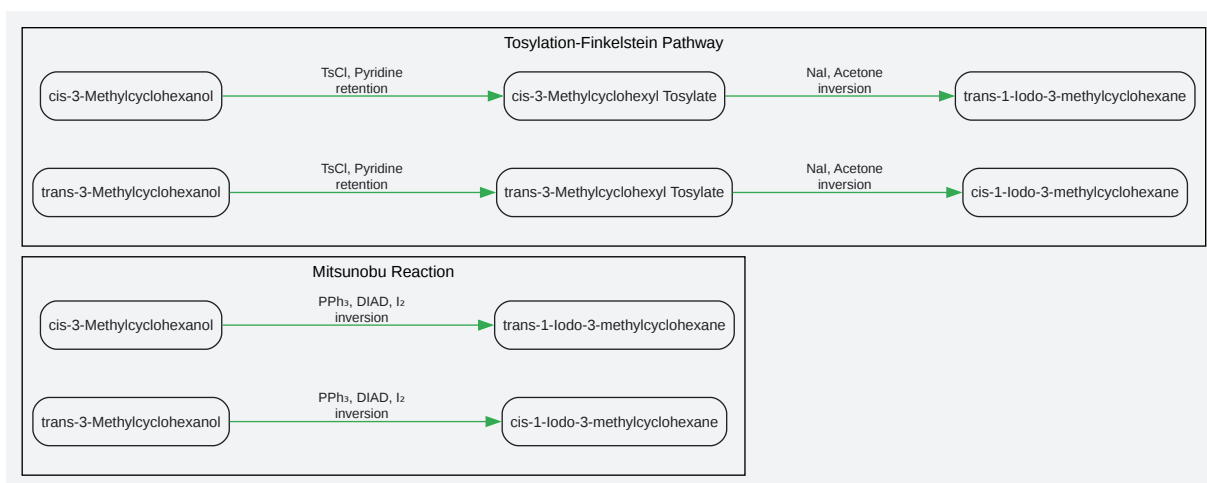 Tosylation-Finkelstein Pathway
TsCl, Pyridine
retention
NaI, Acetone
inversion
cis-3-Methylcyclohexanol
cis-3-Methylcyclohexyl Tosylate
trans-1-Iodo-3-methylcyclohexane
TsCl, Pyridine
retention
NaI, Acetone
inversion
trans-3-Methylcyclohexanol
trans-3-Methylcyclohexyl Tosylate
cis-1-Iodo-3-methylcyclohexane
Mitsunobu Reaction
PPh₃, DIAD, I₂
inversion
cis-3-Methylcyclohexanol
trans-1-Iodo-3-methylcyclohexane
PPh₃, DIAD, I₂
inversion
trans-3-Methylcyclohexanol
cis-1-Iodo-3-methylcyclohexane